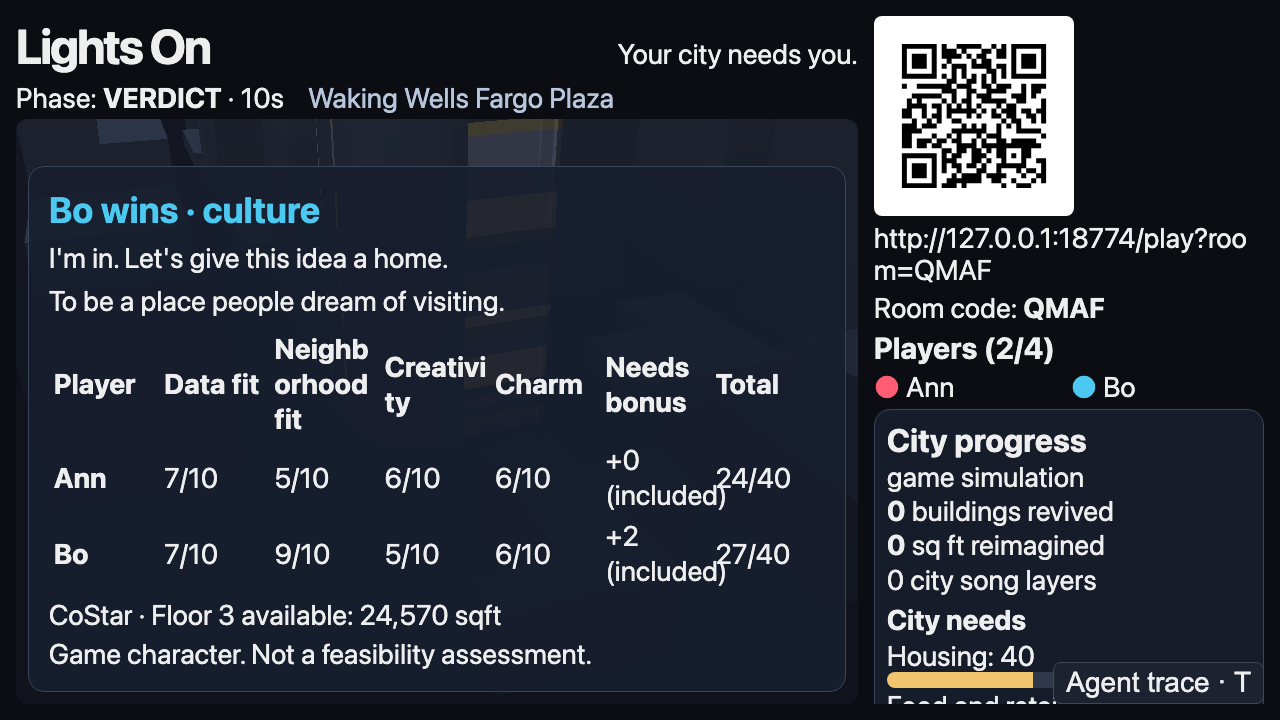 Lights On
Your city needs you.
Phase: VERDICT · 10s Waking Wells Fargo Plaza
Bo wins · culture
I'm in. Let's give this idea a home.
To be a place people dream of visiting.
Player Data fit Neighb orhood fit Creativi ty Charm Needs bonus Total
Ann 7/10 5/10 6/10 6/10 +0 (included) 24/40
Bo 7/10 9/10 5/10 6/10 +2 (included) 27/40
CoStar · Floor 3 available: 24,570 sqft
Game character. Not a feasibility assessment.
http://127.0.0.1:18774/play?roo
m=QMAF
Room code: QMAF
Players (2/4)
Ann Bo
City progress
game simulation
0 buildings revived
0 sq ft reimagined
0 city song layers
City needs
Housing: 40
Agent trace · T